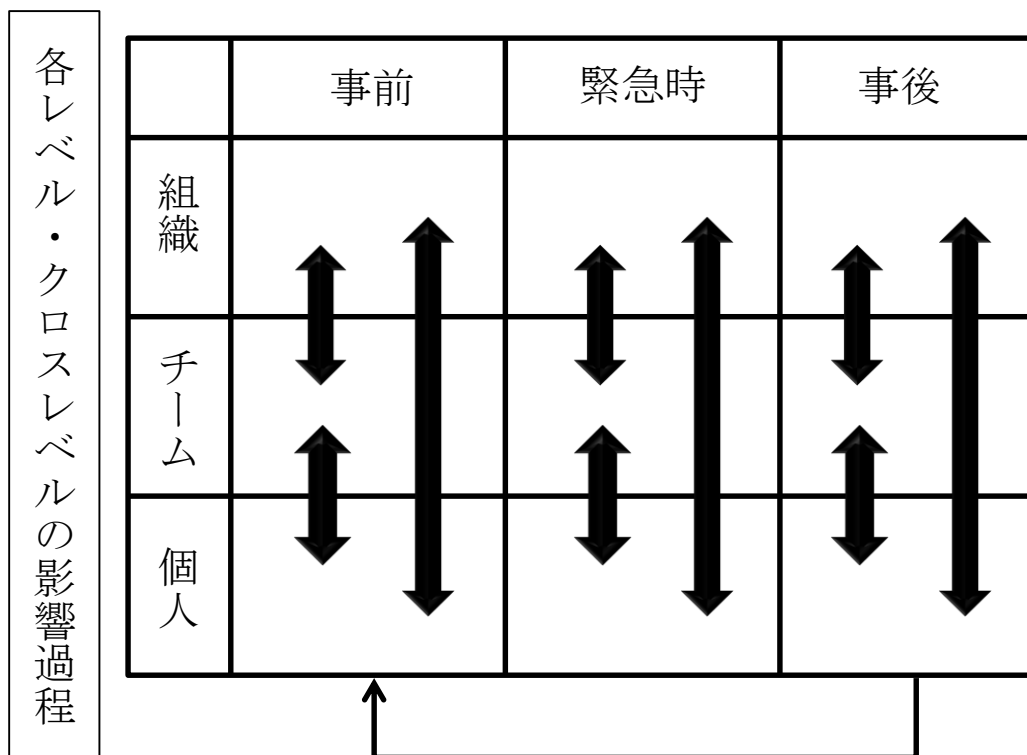 各レベル・クロスレベルの影響過程
事前
緊急時
事後
組織
チーム
個人